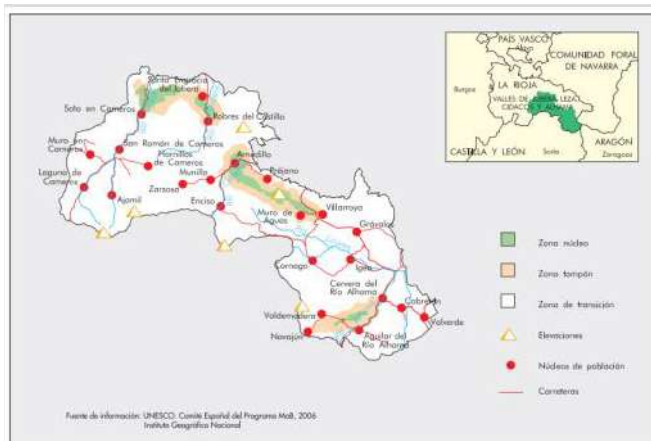 PAÍS VASCO
Álava
COMUNIDAD FORAL
DE NAVARRA
LA RIOJA
Burgos
VALLES DE JUBERA, LEZA,
CIDACOS Y ALHAMA
ARAGÓN
Soria
Zaragoza
CASTILLA Y LEÓN
Santa Engracia
del Jubera
Soto en Cameros
Robres del Castillo
Muro en
Cameros
San Román de Cameros
Hornillos
de Cameros
Laguna de
Cameros
Ajamil
Munilla
Zarzosa
Arnedillo
Préjano
Enciso
Muro de
Aguas
Villarroya
Grávalos
Cornago
Igea
Cervera del
Río Alhama
Cabretón
Valverde
Valdemadera
Navajún
Aguilar del
Río Alhama
Zona núcleo
Zona tampón
Zona de transición
Elevaciones
Núcleos de población
Carreteras
Fuente de información: UNESCO. Comité Español del Programa MaB, 2006
Instituto Geográfico Nacional